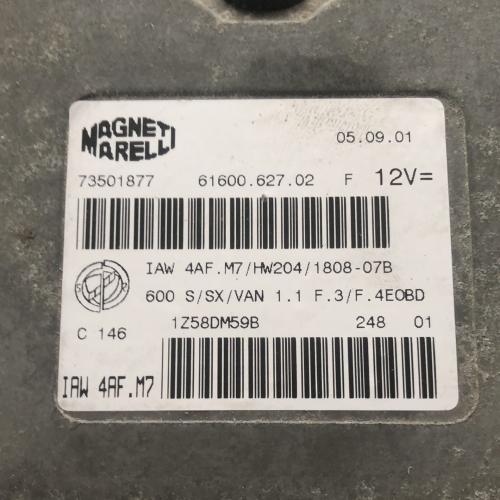 MAGNETI
MARELLI
05.09.01
73501877 61600.627.02 F 12V=
IAW 4AF.M7/HW204/1808-07B
600 S/SX/VAN 1.1 F.3/F.4EOBD
C 146 1Z58DM59B 248 01
IAW 4AF.M7